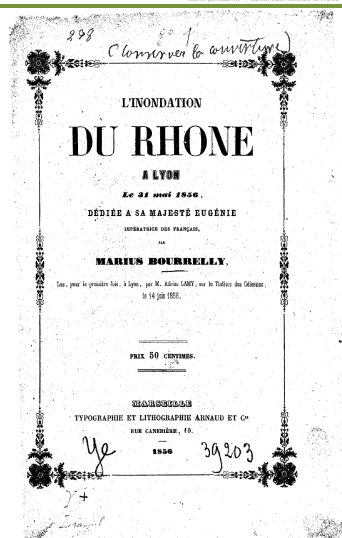 898
(Conserver la couverture)
L'INONDATION
DU RHONE
A LYON
Le 31 mai 1856,
DÉDIÉE A SA MAJESTÉ EUGÉNIE
IMPÉRATRICE DES FRANÇAIS,
PAR
MARIUS BOURRELLY,
Lue, pour la première fois, à Lyon, par M. Adrien LAMY, sur le Théâtre des Célestins,
le 14 juin 1856.
PRIX 50 CENTIMES.
MARSEILLE
TYPOGRAPHIE ET LITHOGRAPHIE ARNAUD ET Cie
RUE CANEBIÈRE, 10.
1856
Ye 39203